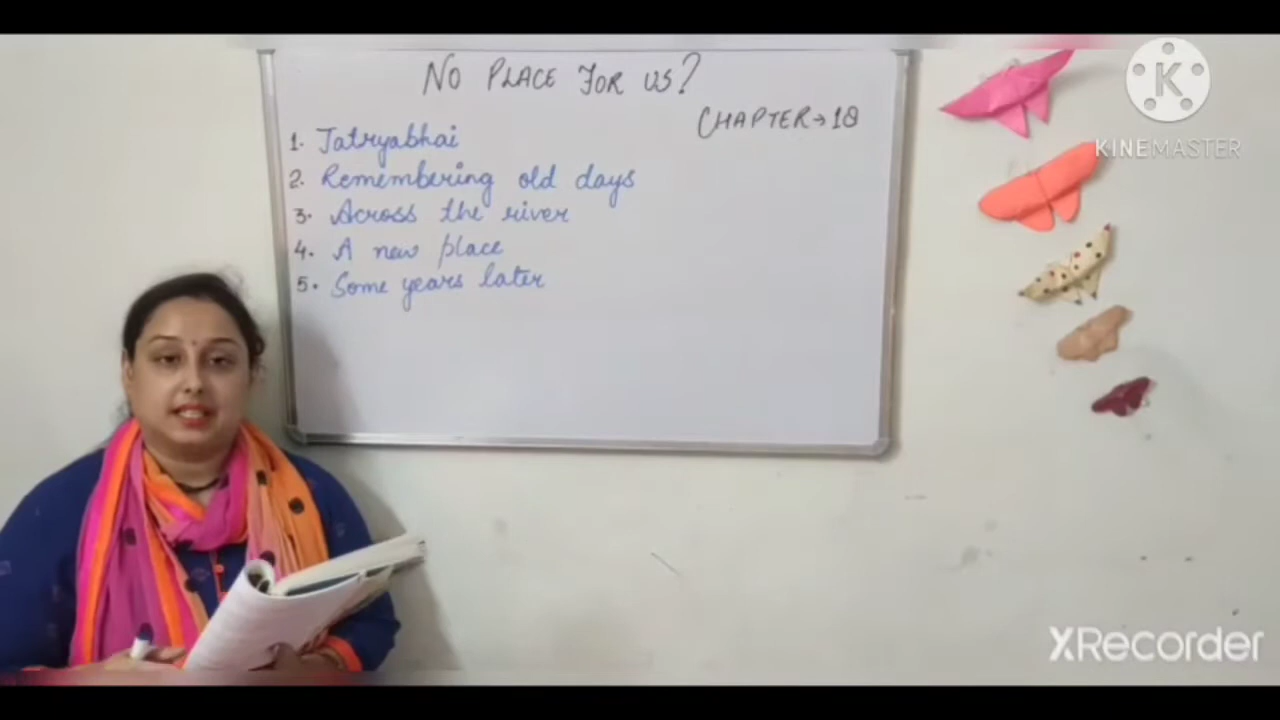 NO PLACE FOR US?
CHAPTER → 18
1. Jatryabhai
2. Remembering old days
3. Across the river
4. A new place
5. Some years later
K
KINEMASTER
XRecorder